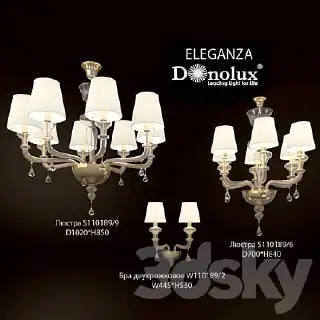 ELEGANZA
Donolux®
Leading Light for Life
Люстра S110189/9
D1020*H850
Люстра S110189/6
D700*H840
Бра двухрожковое W110189/2
W445*H530
3dsky